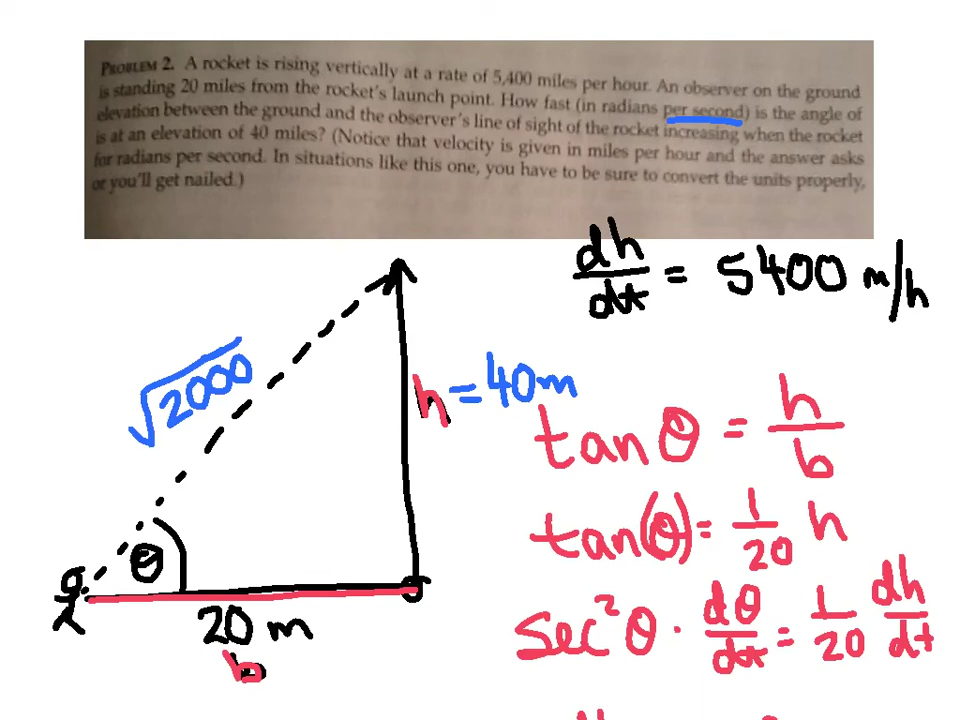 PROBLEM 2. A rocket is rising vertically at a rate of 5,400 miles per hour. An observer on the ground
is standing 20 miles from the rocket's launch point. How fast (in radians per second) is the angle of
elevation between the ground and the observer's line of sight of the rocket increasing when the rocket
is at an elevation of 40 miles? (Notice that velocity is given in miles per hour and the answer asks
for radians per second. In situations like this one, you have to be sure to convert the units properly,
or you'll get nailed.)
dh/dt = 5400 m/h
√2000
h = 40m
tan θ = h/b
tan(θ) = 1/20 h
θ
20 m
b
sec²θ · dθ/dt = 1/20 dh/dt